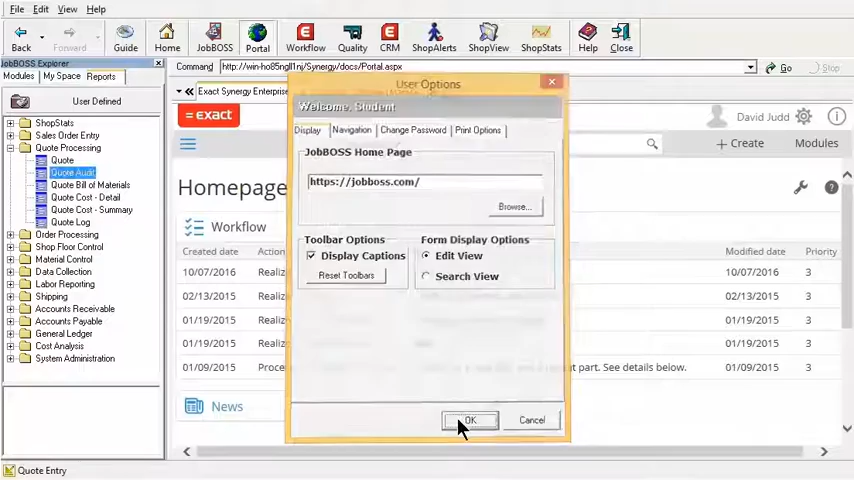 File Edit View Help
Back Forward Guide Home JobBOSS Portal Workflow Quality CRM ShopAlerts ShopView ShopStats Help Close
JobBOSS Explorer
Command http://win-ho85ngll1nj/Synergy/docs/Portal.aspx Go Stop
Modules My Space Reports
Exact Synergy Enterprise
User Defined
ShopStats
Sales Order Entry
Quote Processing
Quote
Quote Audit
Quote Bill of Materials
Quote Cost - Detail
Quote Cost - Summary
Quote Log
Order Processing
Shop Floor Control
Material Control
Data Collection
Labor Reporting
Shipping
Accounts Receivable
Accounts Payable
General Ledger
Cost Analysis
System Administration
= exact
David Judd
+ Create Modules
Homepage
Workflow
Created date Modified date Priority
10/07/2016 Realiz 10/07/2016 3
02/13/2015 Realiz 02/13/2015 3
01/19/2015 Realiz 01/19/2015 3
01/19/2015 Realiz 01/19/2015 3
01/09/2015 Proce part. See details below. 01/09/2015 3
News
User Options
Welcome, Student
Display Navigation Change Password Print Options
JobBOSS Home Page
https://jobboss.com/
Browse...
Toolbar Options
Display Captions
Reset Toolbars
Form Display Options
Edit View
Search View
OK Cancel
Quote Entry